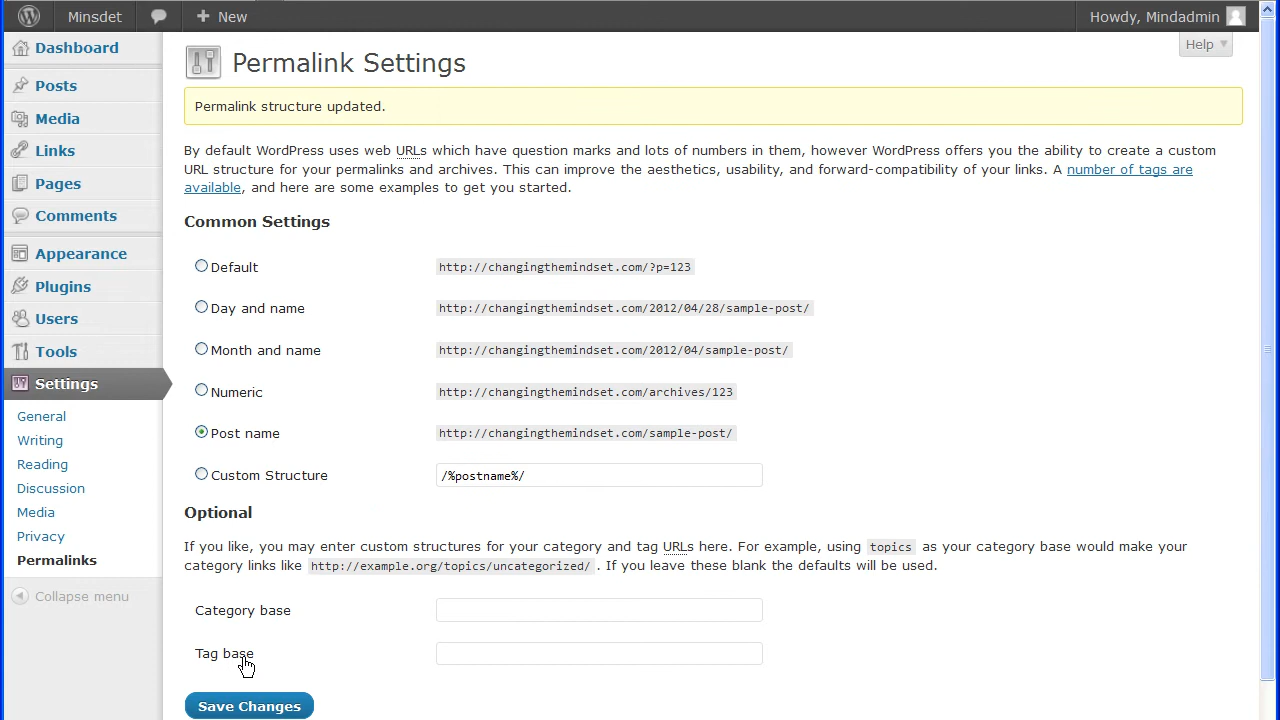 Minsdet
New
Howdy, Mindadmin
Dashboard
Posts
Media
Links
Pages
Comments
Appearance
Plugins
Users
Tools
Settings
General
Writing
Reading
Discussion
Media
Privacy
Permalinks
Collapse menu
Help
Permalink Settings
Permalink structure updated.
By default WordPress uses web URLs which have question marks and lots of numbers in them, however WordPress offers you the ability to create a custom
URL structure for your permalinks and archives. This can improve the aesthetics, usability, and forward-compatibility of your links. A number of tags are
available, and here are some examples to get you started.
Common Settings
Default http://changingthemindset.com/?p=123
Day and name http://changingthemindset.com/2012/04/28/sample-post/
Month and name http://changingthemindset.com/2012/04/sample-post/
Numeric http://changingthemindset.com/archives/123
Post name http://changingthemindset.com/sample-post/
Custom Structure /%postname%/
Optional
If you like, you may enter custom structures for your category and tag URLs here. For example, using topics as your category base would make your
category links like http://example.org/topics/uncategorized/ . If you leave these blank the defaults will be used.
Category base
Tag base
Save Changes